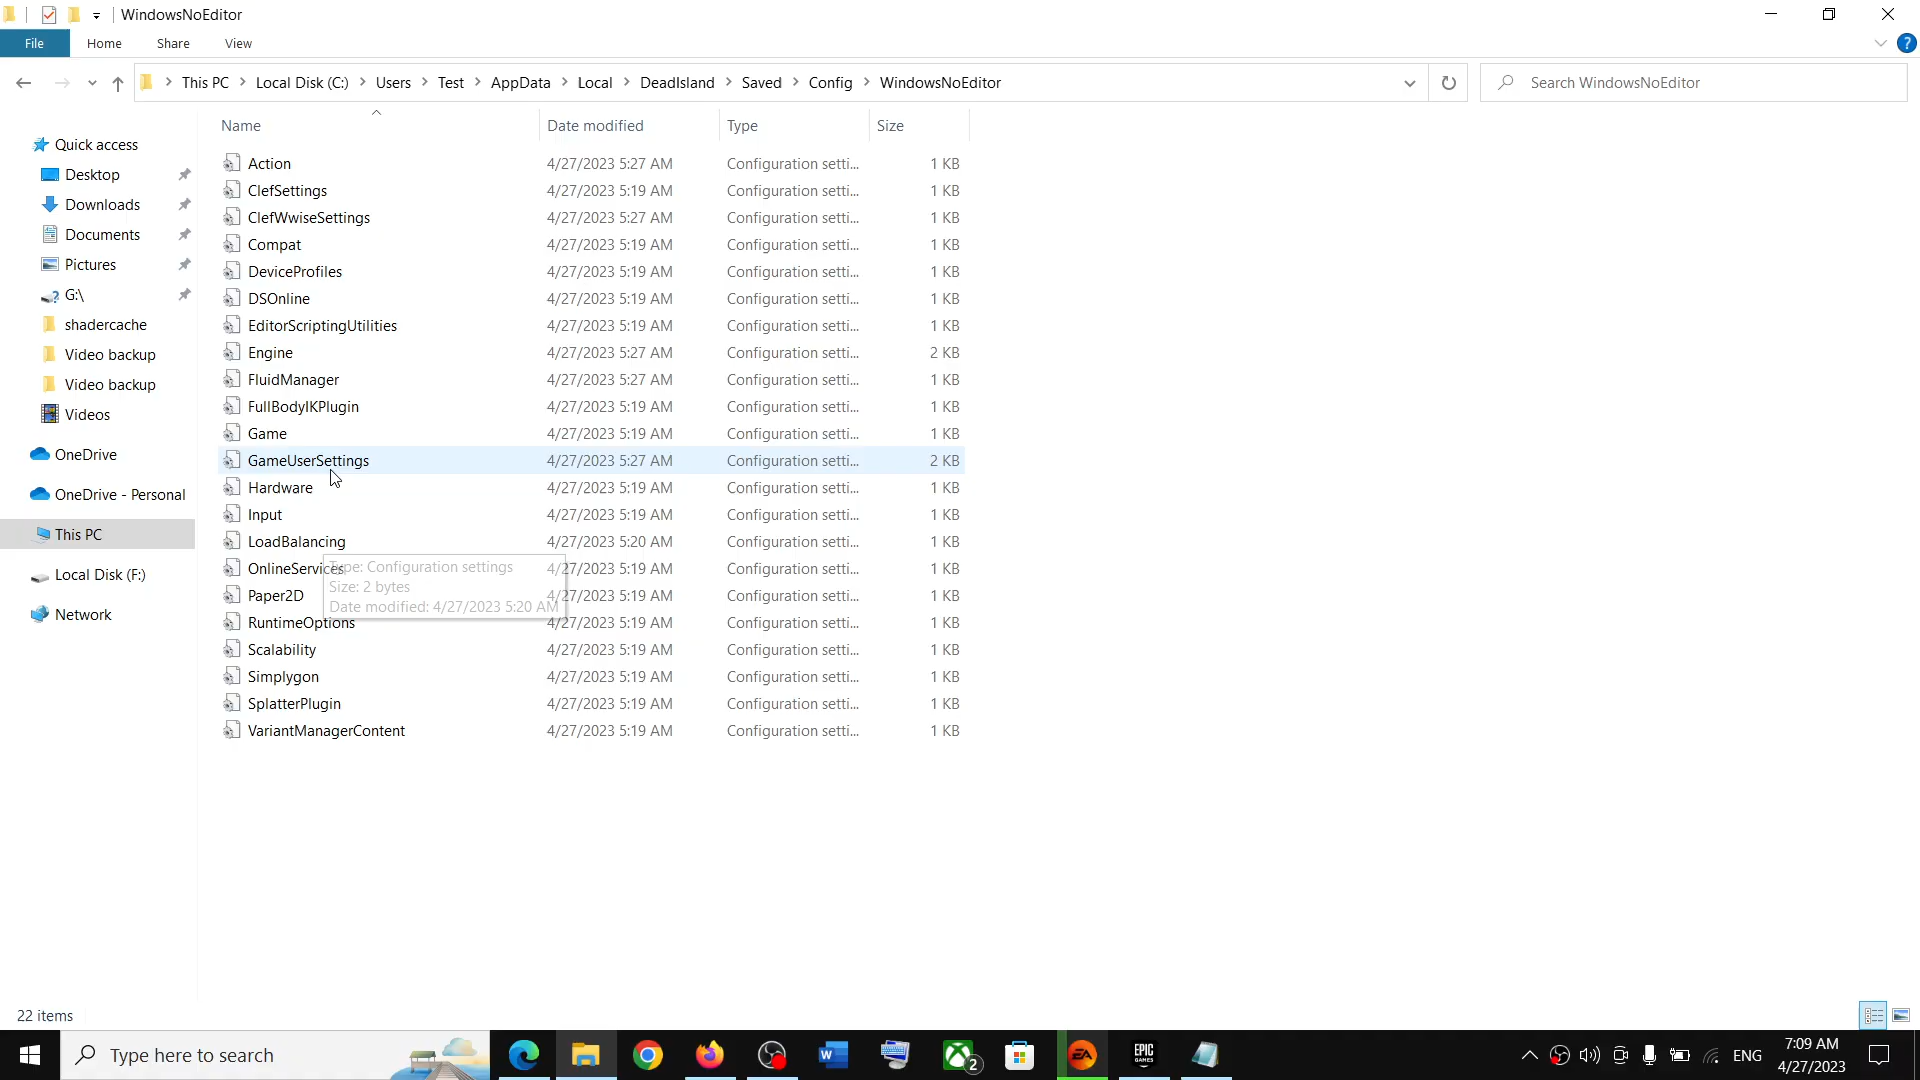 WindowsNoEditor
File Home Share View
This PC Local Disk (C:) Users Test AppData Local DeadIsland Saved Config WindowsNoEditor
Search WindowsNoEditor
Name Date modified Type Size
Quick access
Desktop
Downloads
Documents
Pictures
G:\
shadercache
Video backup
Video backup
Videos
OneDrive
OneDrive - Personal
This PC
Local Disk (F:)
Network
Action 4/27/2023 5:27 AM Configuration setti... 1 KB
ClefSettings 4/27/2023 5:19 AM Configuration setti... 1 KB
ClefWwiseSettings 4/27/2023 5:27 AM Configuration setti... 1 KB
Compat 4/27/2023 5:19 AM Configuration setti... 1 KB
DeviceProfiles 4/27/2023 5:19 AM Configuration setti... 1 KB
DSOnline 4/27/2023 5:19 AM Configuration setti... 1 KB
EditorScriptingUtilities 4/27/2023 5:19 AM Configuration setti... 1 KB
Engine 4/27/2023 5:27 AM Configuration setti... 2 KB
FluidManager 4/27/2023 5:27 AM Configuration setti... 1 KB
FullBodyIKPlugin 4/27/2023 5:19 AM Configuration setti... 1 KB
Game 4/27/2023 5:19 AM Configuration setti... 1 KB
GameUserSettings 4/27/2023 5:27 AM Configuration setti... 2 KB
Hardware 4/27/2023 5:19 AM Configuration setti... 1 KB
Input 4/27/2023 5:19 AM Configuration setti... 1 KB
LoadBalancing 4/27/2023 5:20 AM Configuration setti... 1 KB
OnlineServices 4/27/2023 5:19 AM Configuration setti... 1 KB
Paper2D 4/27/2023 5:19 AM Configuration setti... 1 KB
RuntimeOptions 4/27/2023 5:19 AM Configuration setti... 1 KB
Scalability 4/27/2023 5:19 AM Configuration setti... 1 KB
Simplygon 4/27/2023 5:19 AM Configuration setti... 1 KB
SplatterPlugin 4/27/2023 5:19 AM Configuration setti... 1 KB
VariantManagerContent 4/27/2023 5:19 AM Configuration setti... 1 KB
Type: Configuration settings
Size: 2 bytes
Date modified: 4/27/2023 5:20 AM
22 items
Type here to search
W
2
EA
EPIC
GAMES
ENG
7:09 AM
4/27/2023